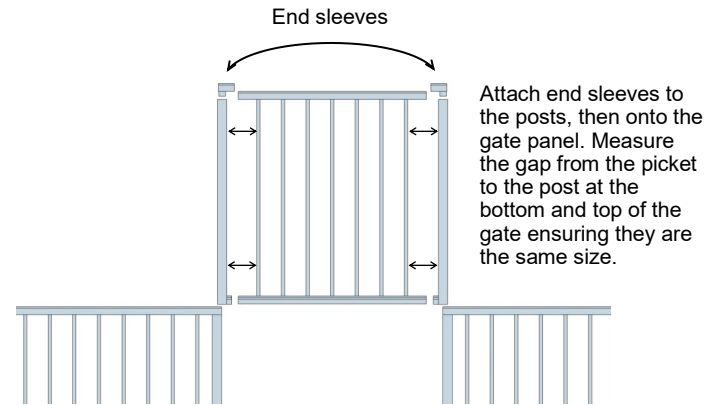 End sleeves
Attach end sleeves to
the posts, then onto the
gate panel. Measure
the gap from the picket
to the post at the
bottom and top of the
gate ensuring they are
the same size.